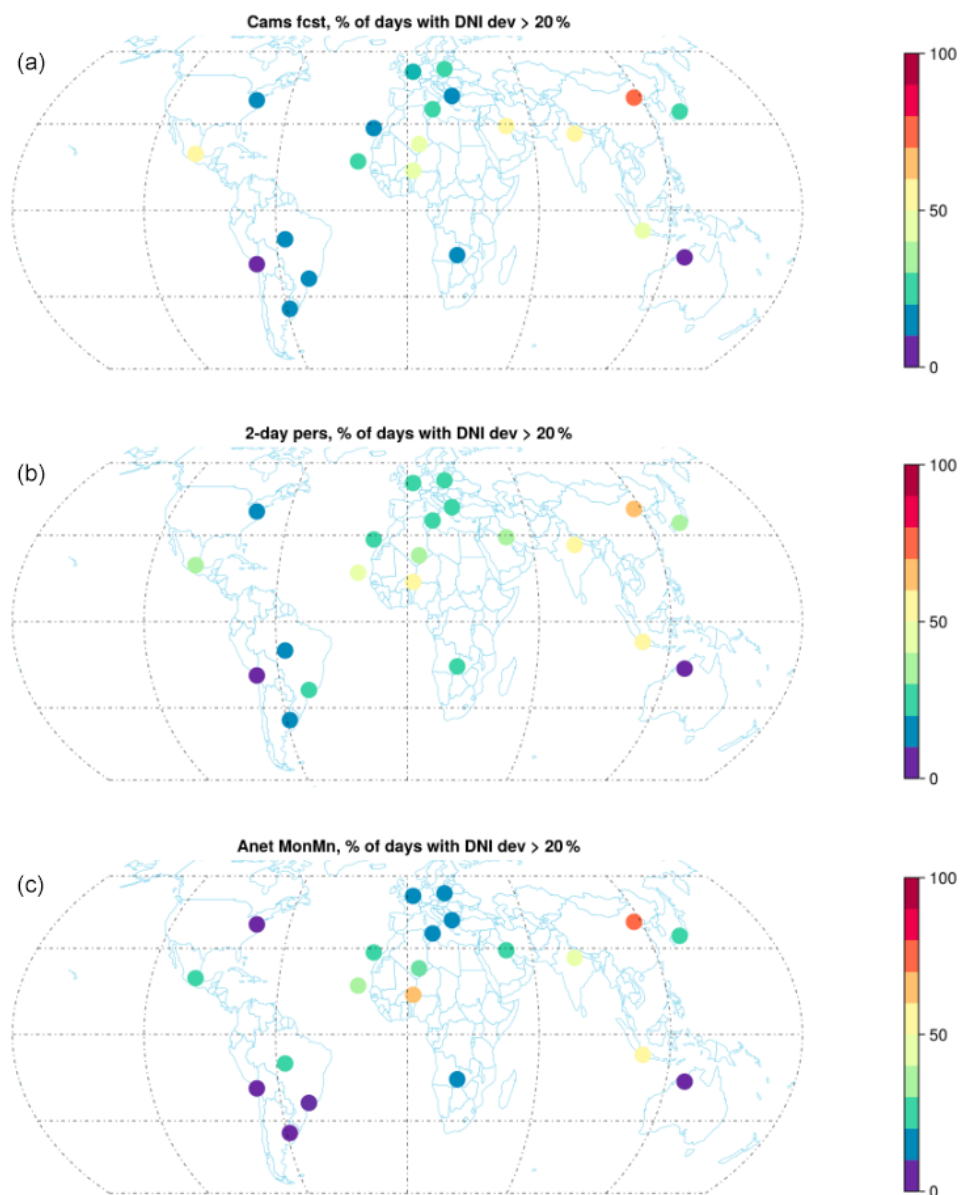 Cams fcst, % of days with DNI dev > 20 %
(a)
100
50
0
2-day pers, % of days with DNI dev > 20 %
(b)
100
50
0
Anet MonMn, % of days with DNI dev > 20 %
(c)
100
50
0